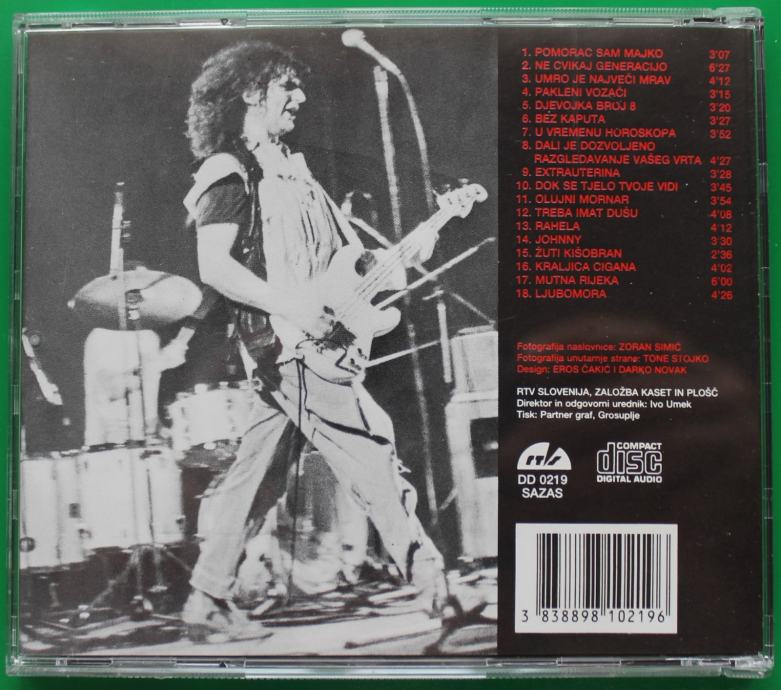 1. POMORAC SAM MAJKO 3'07
2. NE CVIKAJ GENERACIJO 6'27
3. UMRO JE NAJVEĆI MRAV 4'12
4. PAKLENI VOZAČI 3'15
5. DJEVOJKA BROJ 8 3'20
6. BEZ KAPUTA 3'27
7. U VREMENU HOROSKOPA 3'52
8. DALI JE DOZVOLJENO
RAZGLEDAVANJE VAŠEG VRTA 4'27
9. EXTRAUTERINA 3'28
10. DOK SE TJELO TVOJE VIDI 3'45
11. OLUJNI MORNAR 3'54
12. TREBA IMAT DUŠU 4'08
13. RAHELA 4'12
14. JOHNNY 3'30
15. ŽUTI KIŠOBRAN 2'36
16. KRALJICA CIGANA 4'02
17. MUTNA RIJEKA 6'00
18. LJUBOMORA 4'26
Fotografija naslovnice: ZORAN SIMIĆ
Fotografija unutarnje strane: TONE STOJKO
Design: EROS ČAKIĆ I DARKO NOVAK
RTV SLOVENIJA, ZALOŽBA KASET IN PLOŠČ
Direktor in odgovorni urednik: Ivo Umek
Tisk: Partner graf, Grosuplje
DD 0219
SAZAS
COMPACT
disc
DIGITAL AUDIO
3 838898 102196